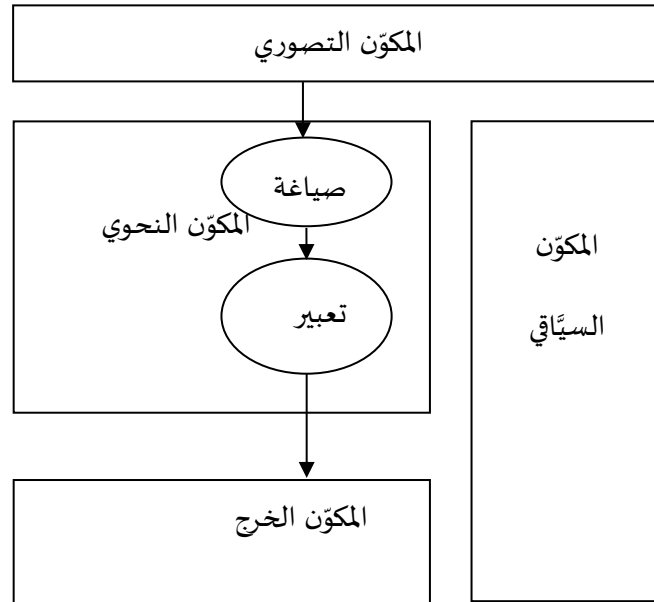 المكوّن التصوري
صياغة
المكوّن النحوي
تعبير
المكوّن
السيَّاقي
المكوّن الخرج